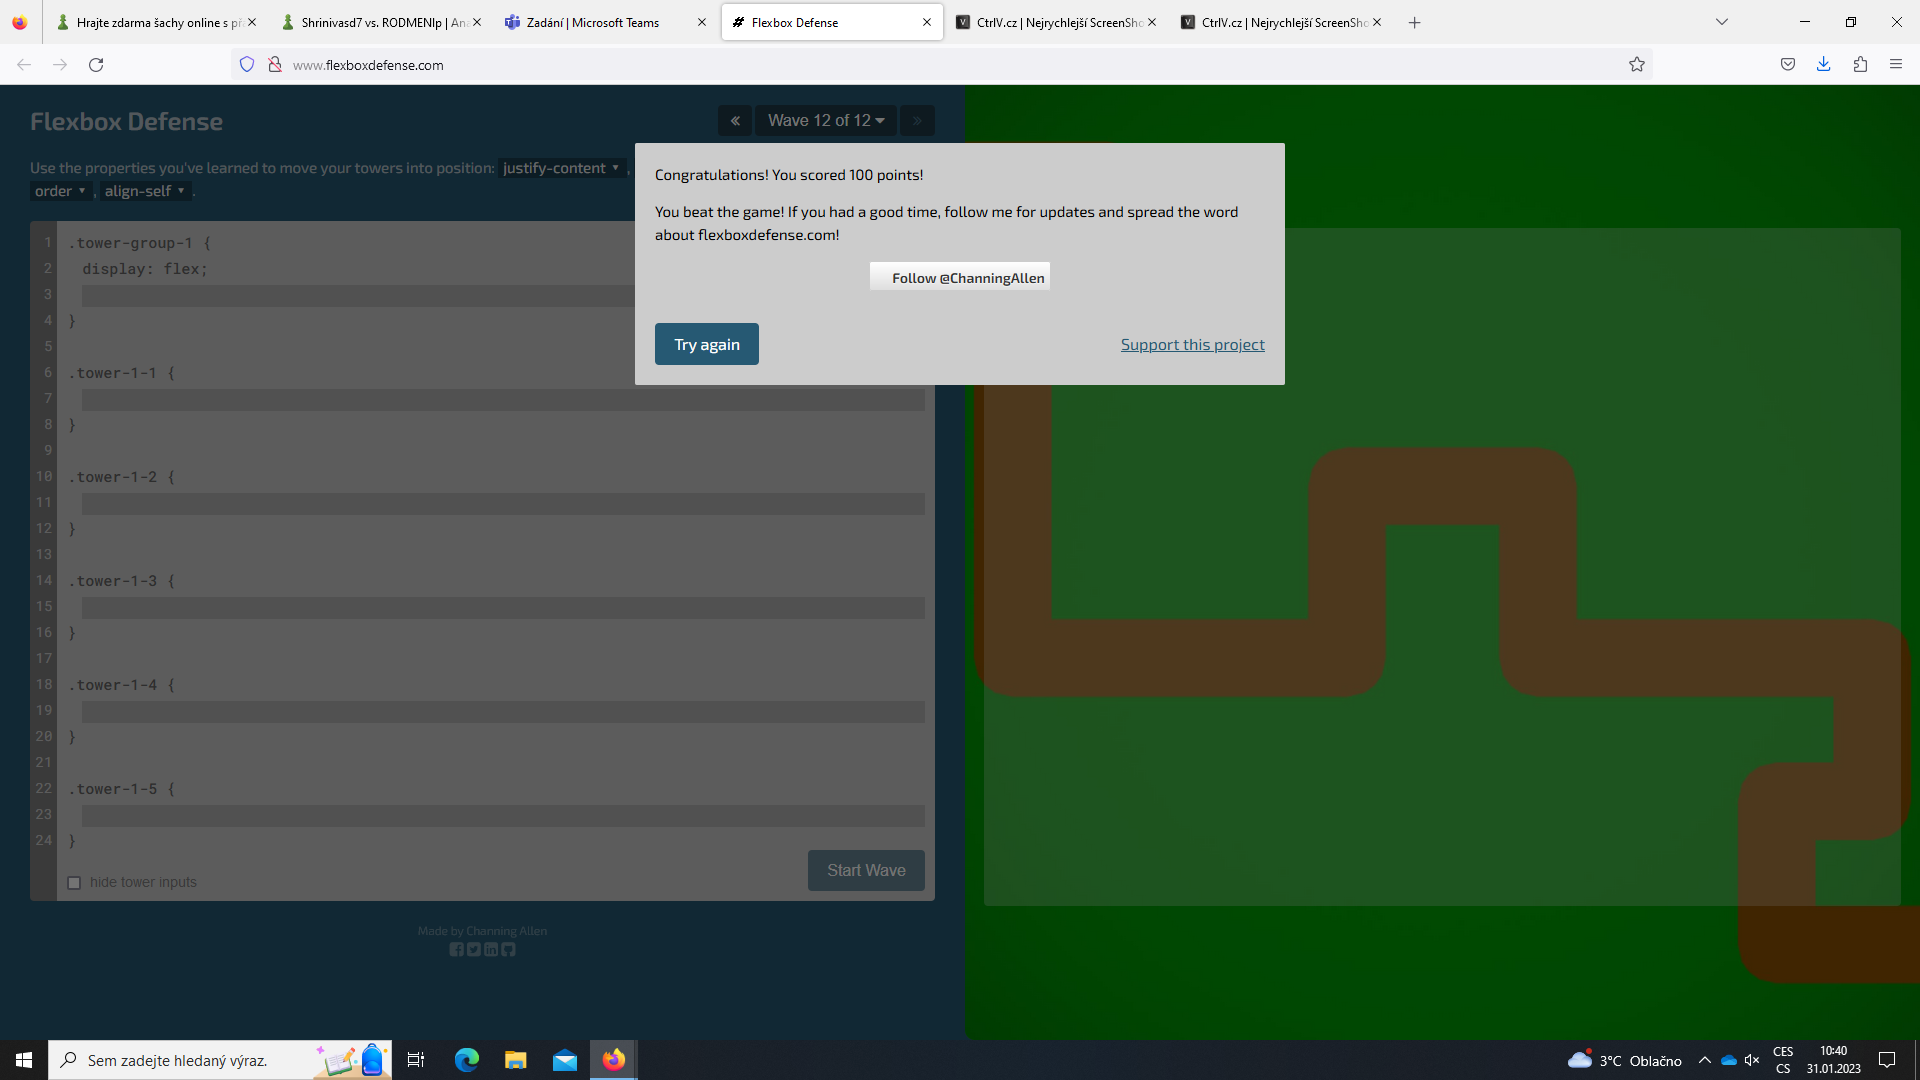 Hrajte zdarma šachy online s př
Shrinivasd7 vs. RODMENlp | Ana
Zadání | Microsoft Teams
Flexbox Defense
CtrlV.cz | Nejrychlejší ScreenSho
CtrlV.cz | Nejrychlejší ScreenSho
www.flexboxdefense.com
Flexbox Defense
« Wave 12 of 12 »
Use the properties you've learned to move your towers into position: justify-content ,
order , align-self .
Congratulations! You scored 100 points!
You beat the game! If you had a good time, follow me for updates and spread the word
about flexboxdefense.com!
Follow @ChanningAllen
Try again
Support this project
1 .tower-group-1 {
2 display: flex;
3
4 }
5
6 .tower-1-1 {
7
8 }
9
10 .tower-1-2 {
11
12 }
13
14 .tower-1-3 {
15
16 }
17
18 .tower-1-4 {
19
20 }
21
22 .tower-1-5 {
23
24 }
hide tower inputs
Start Wave
Made by Channing Allen
Sem zadejte hledaný výraz.
3°C Oblačno
CES
CS
10:40
31.01.2023